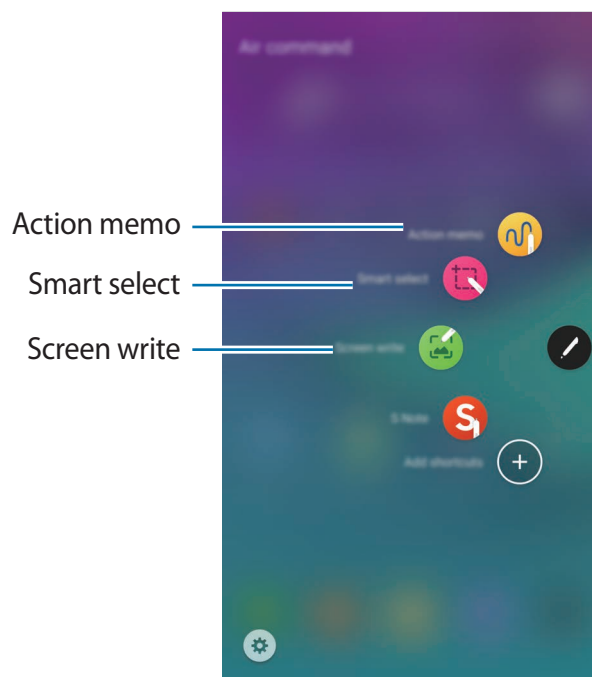 Air command
Action memo
Action memo
Smart select
Smart select
Screen write
Screen write
S Note
Add shortcuts